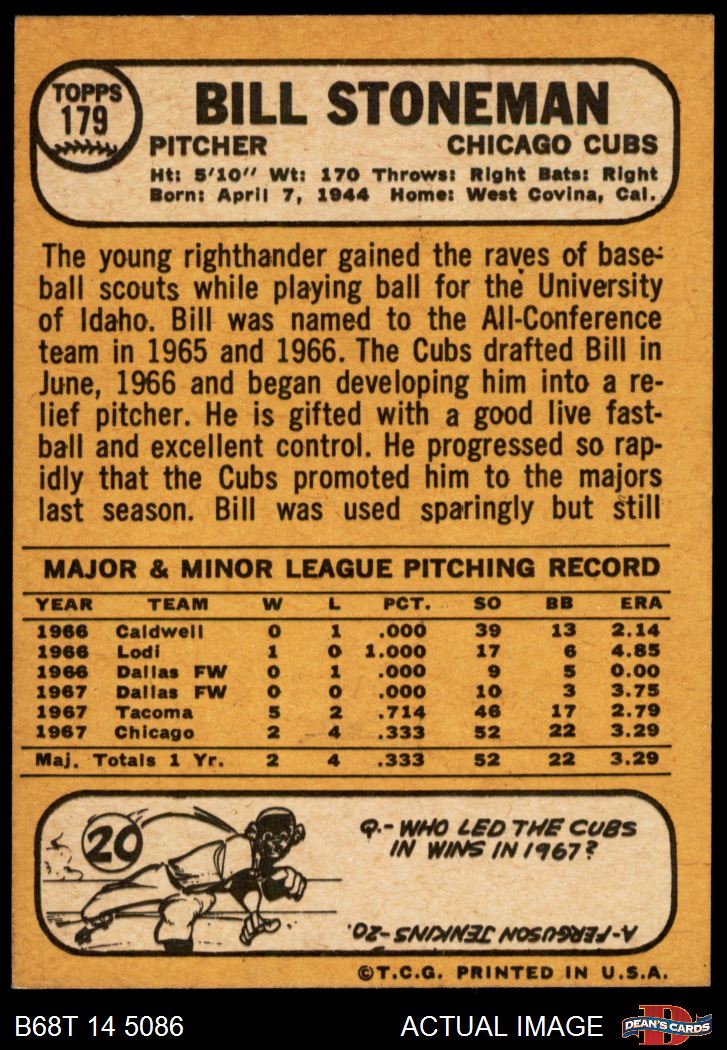 TOPPS
179
BILL STONEMAN
PITCHER CHICAGO CUBS
Ht: 5'10" Wt: 170 Throws: Right Bats: Right
Born: April 7, 1944 Home: West Covina, Cal.
The young righthander gained the raves of base-
ball scouts while playing ball for the University
of Idaho. Bill was named to the All-Conference
team in 1965 and 1966. The Cubs drafted Bill in
June, 1966 and began developing him into a re-
lief pitcher. He is gifted with a good live fast-
ball and excellent control. He progressed so rap-
idly that the Cubs promoted him to the majors
last season. Bill was used sparingly but still
MAJOR & MINOR LEAGUE PITCHING RECORD
YEAR TEAM W L PCT. SO BB ERA
1966 Caldwell 0 1 .000 39 13 2.14
1966 Lodi 1 0 1.000 17 6 4.85
1966 Dallas FW 0 1 .000 9 5 0.00
1967 Dallas FW 0 0 .000 10 3 3.75
1967 Tacoma 5 2 .714 46 17 2.79
1967 Chicago 2 4 .333 52 22 3.29
Maj. Totals 1 Yr. 2 4 .333 52 22 3.29
20
Q.- WHO LED THE CUBS
IN WINS IN 1967?
A-FERGUSON JENKINS-20.
©T.C.G. PRINTED IN U.S.A.
B68T 14 5086 ACTUAL IMAGE
D
DEAN'S CARDS